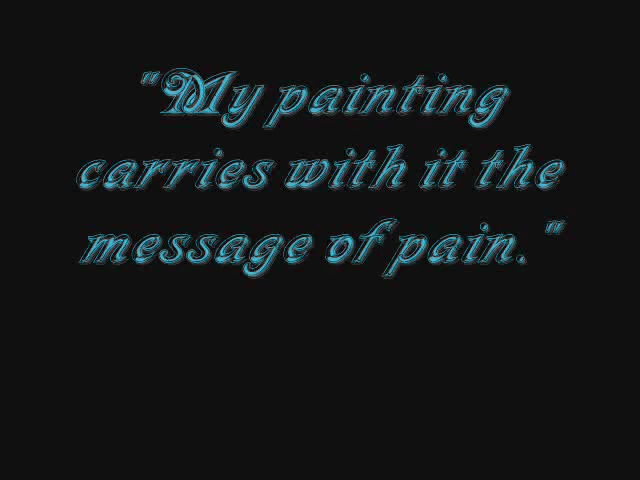 "My painting
carries with it the
message of pain."